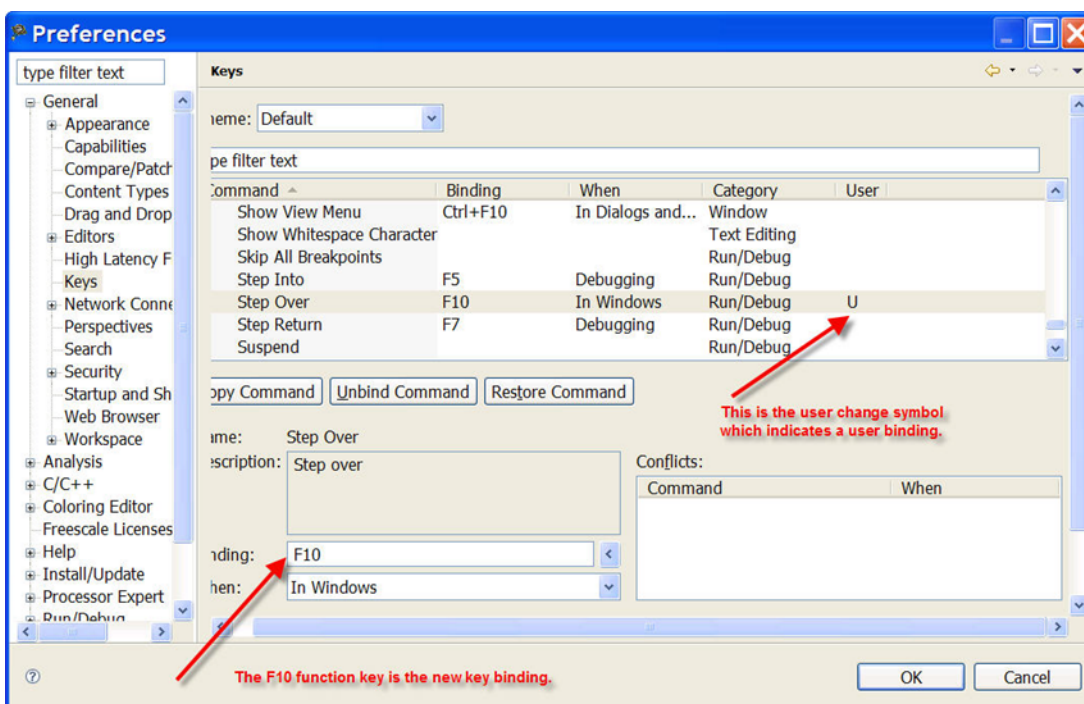 Preferences
type filter text
Keys
General
Appearance
Capabilities
Compare/Patch
Content Types
Drag and Drop
Editors
High Latency F
Keys
Network Conne
Perspectives
Search
Security
Startup and Sh
Web Browser
Workspace
Analysis
C/C++
Coloring Editor
Freescale Licenses
Help
Install/Update
Processor Expert
Run/Debug
heme: Default
pe filter text
Command Binding When Category User
Show View Menu Ctrl+F10 In Dialogs and... Window
Show Whitespace Character Text Editing
Skip All Breakpoints Run/Debug
Step Into F5 Debugging Run/Debug
Step Over F10 In Windows Run/Debug U
Step Return F7 Debugging Run/Debug
Suspend Run/Debug
opy Command Unbind Command Restore Command
This is the user change symbol
which indicates a user binding.
ame: Step Over
escription: Step over
Conflicts:
Command When
nding: F10 <
hen: In Windows
The F10 function key is the new key binding.
? OK Cancel